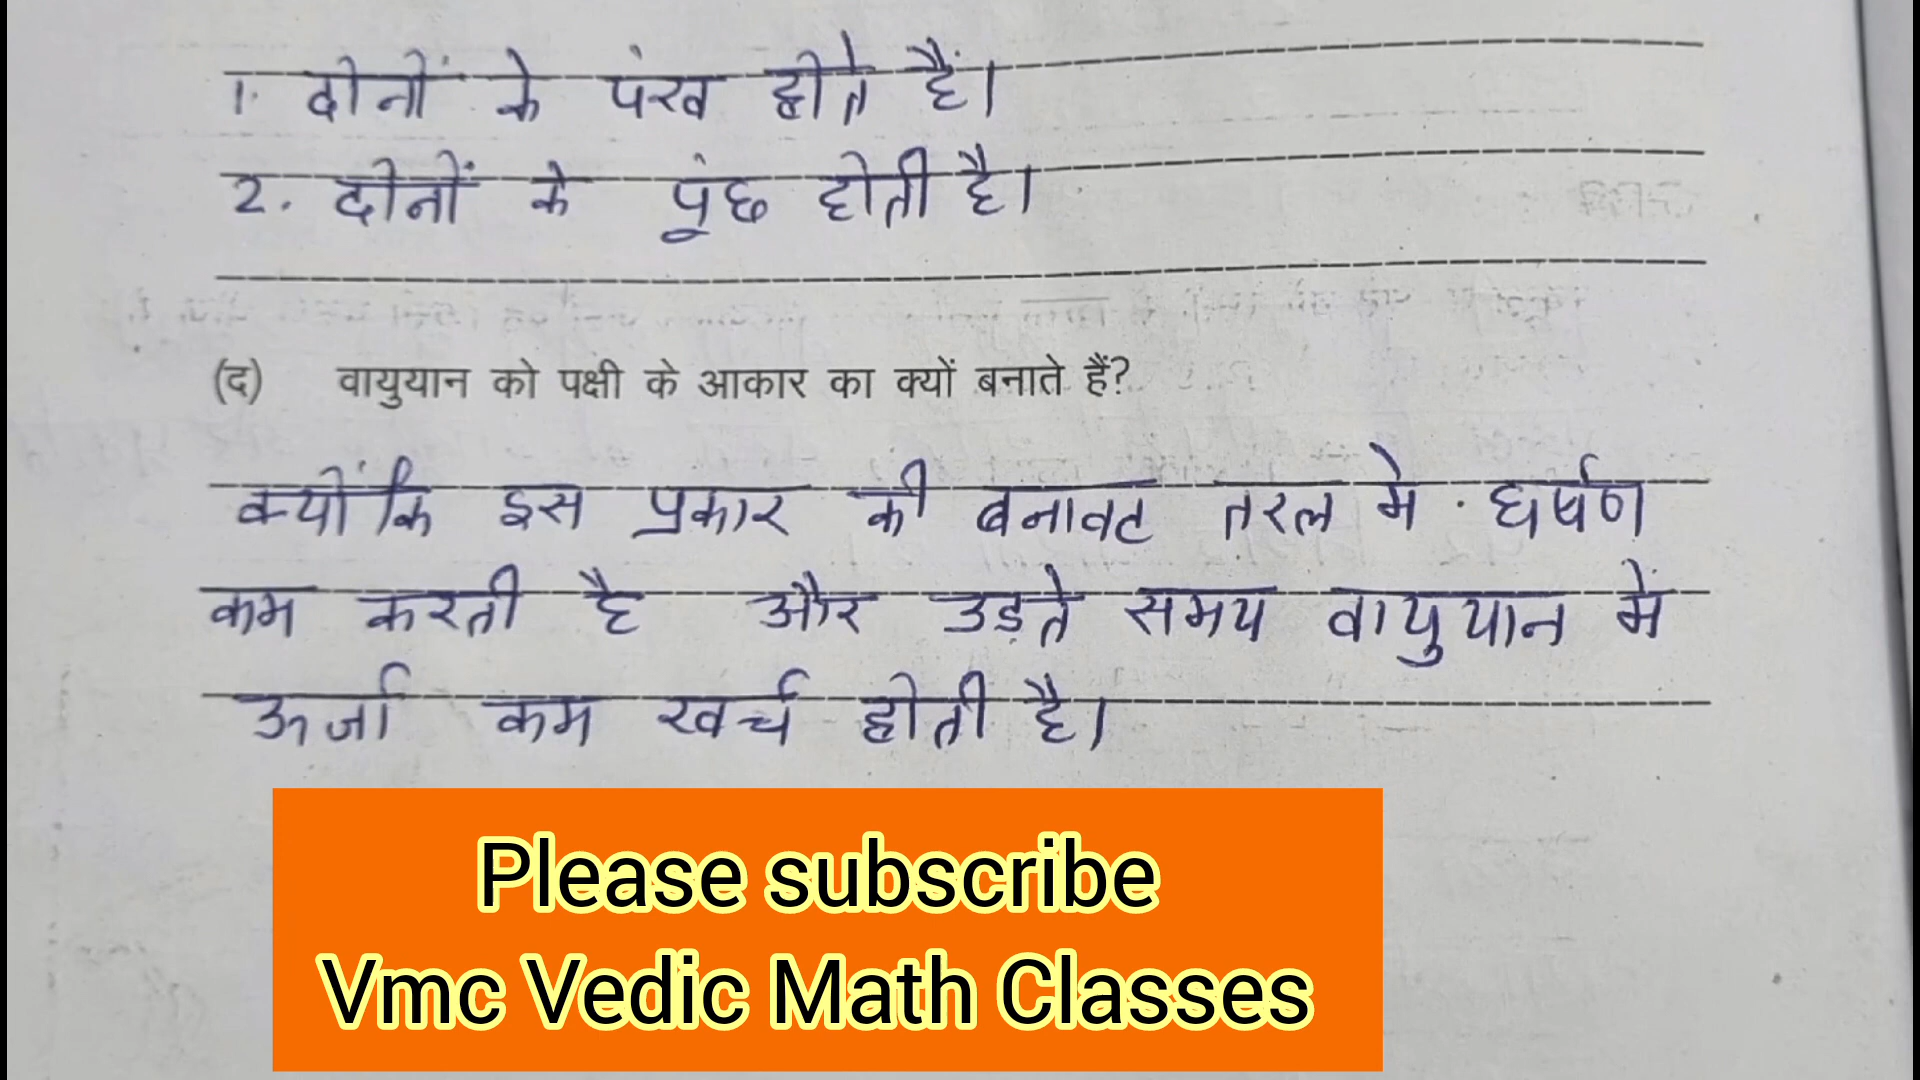 1. दोनों के पंख होते हैं।
2. दोनों के पूंछ होती है।
(द) वायुयान को पक्षी के आकार का क्यों बनाते हैं?
क्योंकि इस प्रकार की बनावट तरल मे घर्षण
कम करती है और उड़ते समय वायुयान में
ऊर्जा कम खर्च होती है।
Please subscribe
Vmc Vedic Math Classes